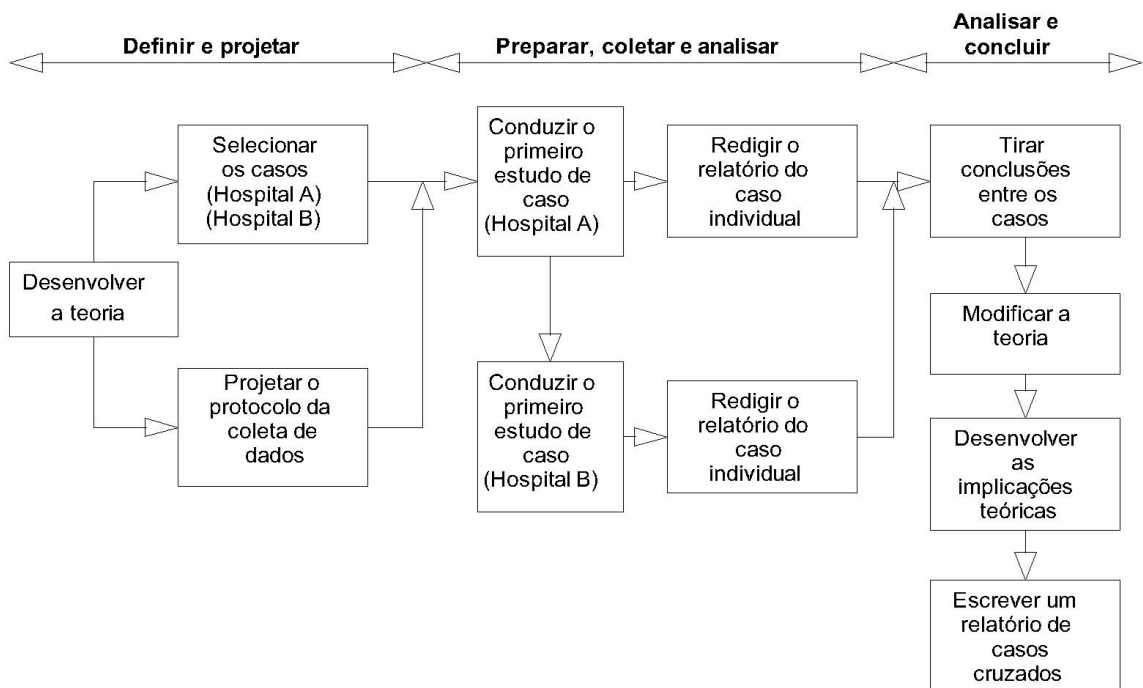 Definir e projetar
Preparar, coletar e analisar
Analisar e
concluir
Desenvolver
a teoria
Selecionar
os casos
(Hospital A)
(Hospital B)
Projetar o
protocolo da
coleta de
dados
Conduzir o
primeiro
estudo de
caso
(Hospital A)
Redigir o
relatório do
caso
individual
Conduzir o
primeiro
estudo de
caso
(Hospital B)
Redigir o
relatório do
caso
individual
Tirar
conclusões
entre os
casos
Modificar a
teoria
Desenvolver
as
implicações
teóricas
Escrever um
relatório de
casos
cruzados